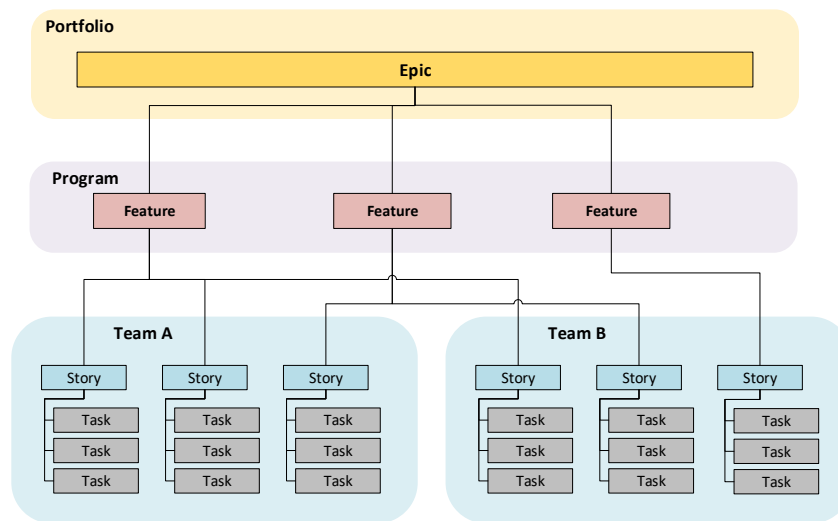 Portfolio
Epic
Program
Feature Feature Feature
Team A Team B
Story Story Story Story Story Story
Task Task Task Task Task Task
Task Task Task Task Task Task
Task Task Task Task Task Task